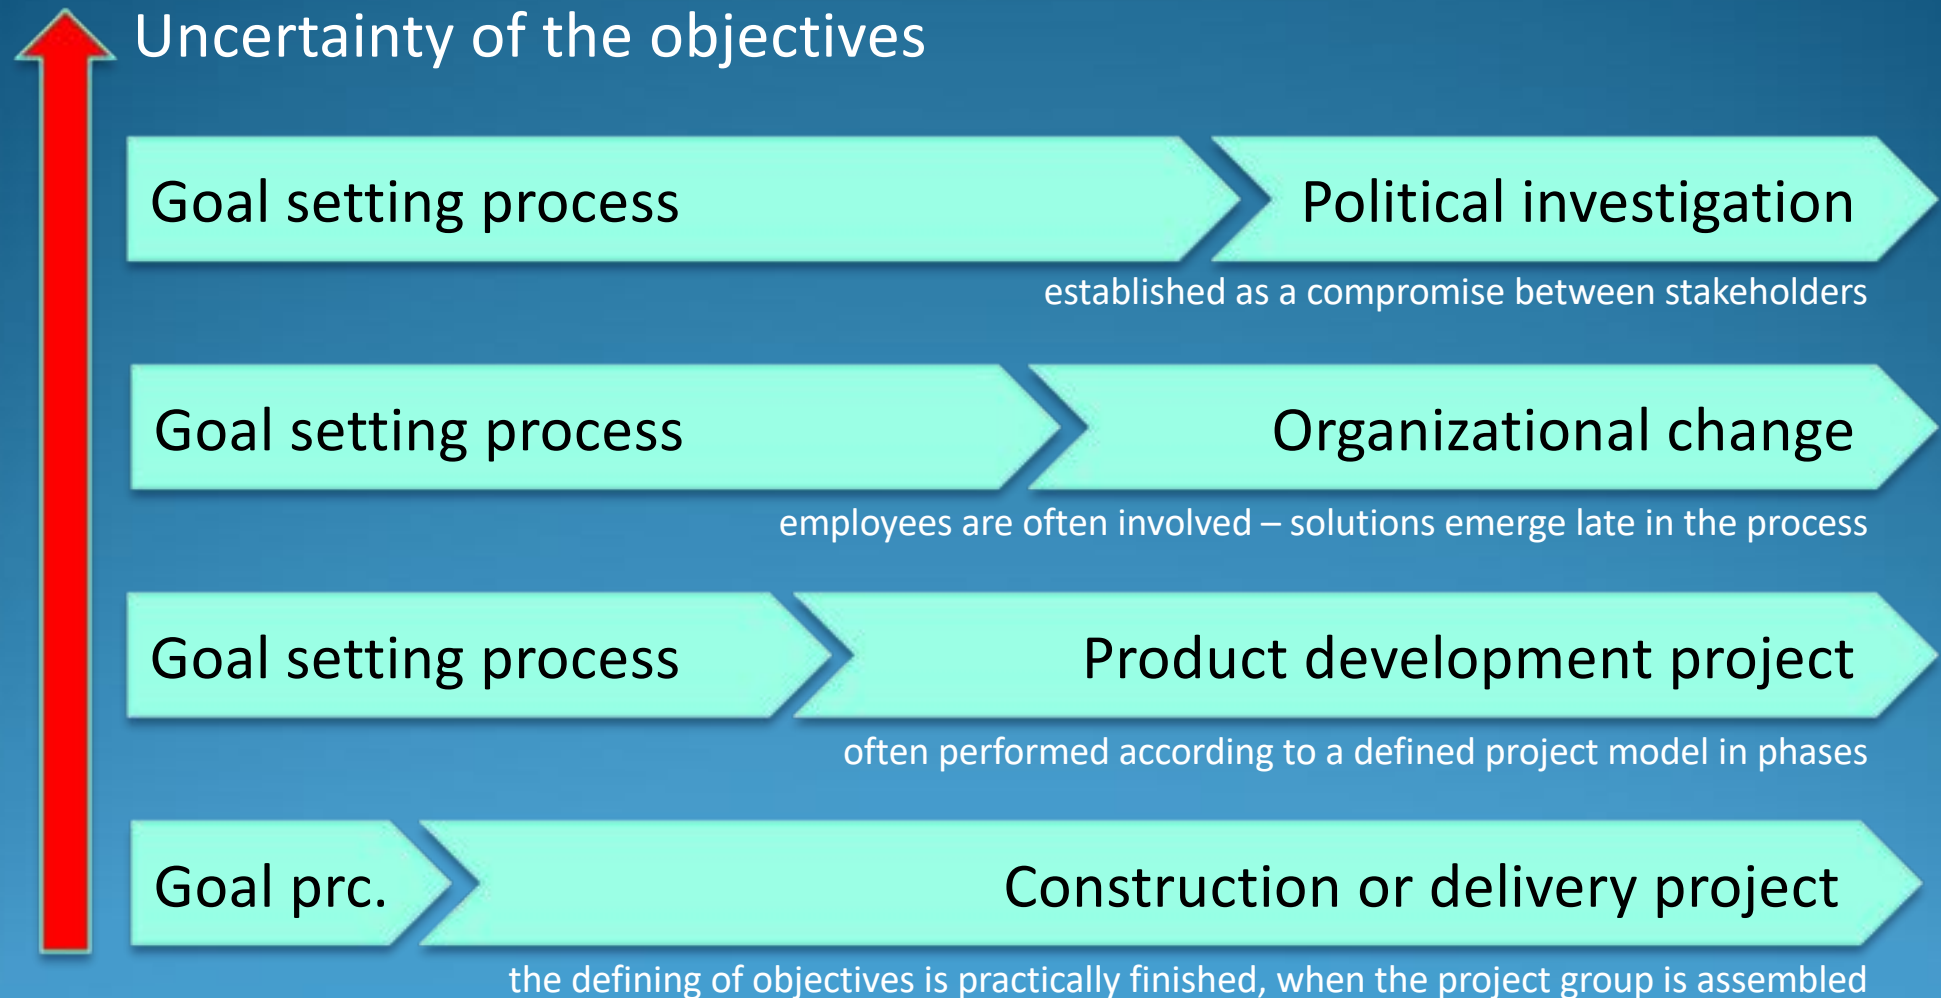 Uncertainty of the objectives
Goal setting process
Political investigation
established as a compromise between stakeholders
Goal setting process
Organizational change
employees are often involved – solutions emerge late in the process
Goal setting process
Product development project
often performed according to a defined project model in phases
Goal prc.
Construction or delivery project
the defining of objectives is practically finished, when the project group is assembled